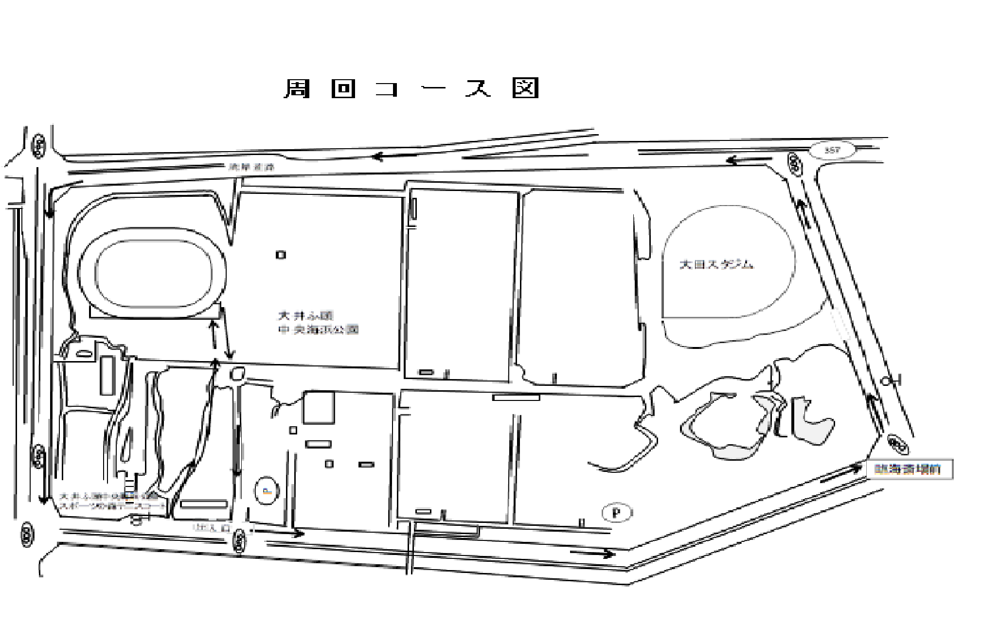 周回コース図
357
湾岸道路
大田スタジアム
大井ふ頭
中央海浜公園
臨海斎場前
大井ふ頭中央海浜公園
スポーツの森テニスコート
P
P
出入口